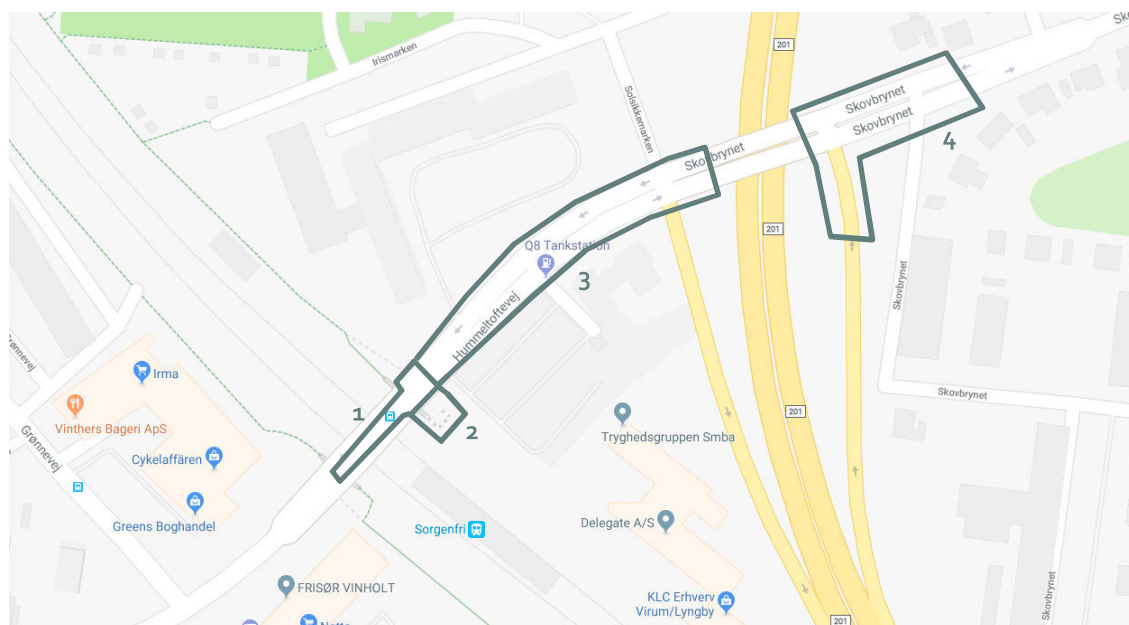 Skovbrynet
201
Irismarken
Skovbrynet
Skovbrynet
4
Solsikkemarken
Skovbrynet
201
Q8 Tankstation
3
Skovbrynet
Hummeltoftevej
Grønnevej
Irma
Vinthers Bageri ApS
1
2
Skovbrynet
201
Tryghedsgruppen Smba
Grønnevej
Cykelaffären
Greens Boghandel
Sorgenfri
Delegate A/S
FRISØR VINHOLT
KLC Erhverv
Virum/Lyngby
201